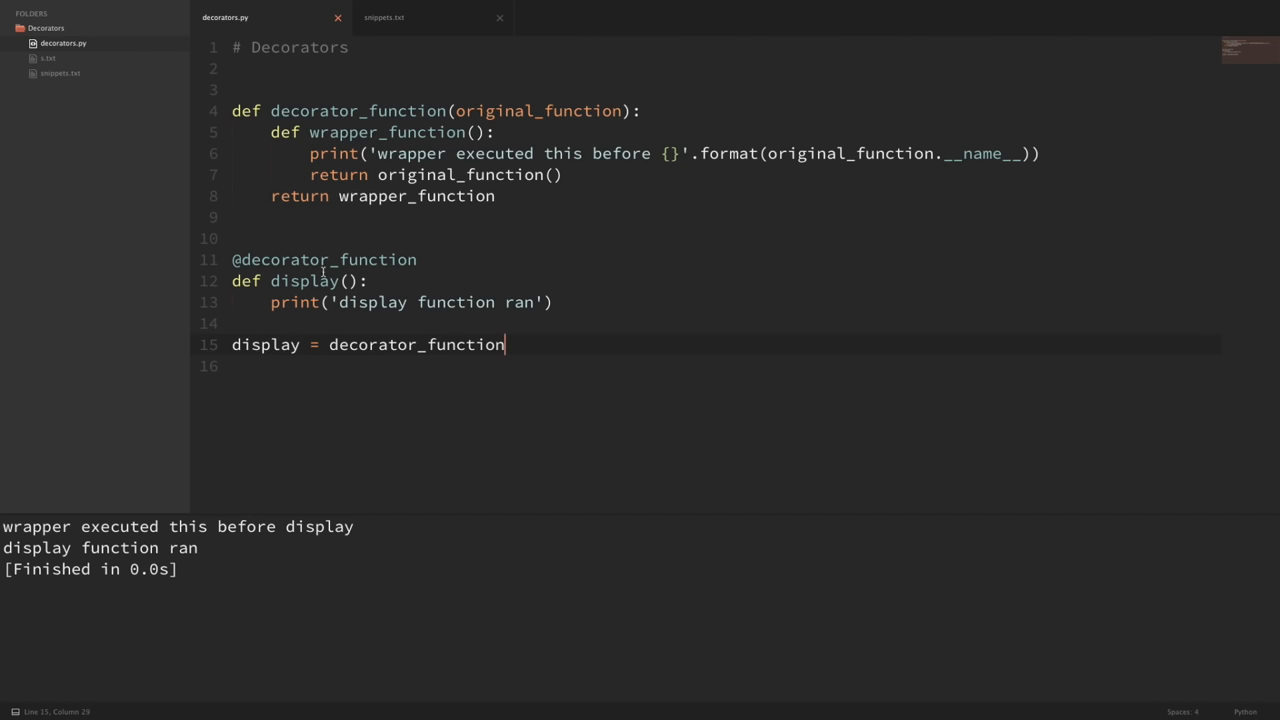 FOLDERS
Decorators
decorators.py
s.txt
snippets.txt
decorators.py
snippets.txt
1 # Decorators
2
3
4 def decorator_function(original_function):
5     def wrapper_function():
6         print('wrapper executed this before {}'.format(original_function.__name__))
7         return original_function()
8     return wrapper_function
9
10
11 @decorator_function
12 def display():
13     print('display function ran')
14
15 display = decorator_function
16
wrapper executed this before display
display function ran
[Finished in 0.0s]
Line 15, Column 29
Spaces: 4
Python